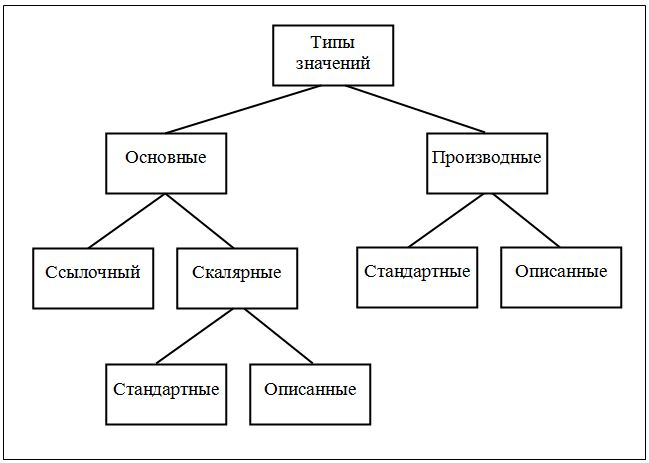 Типы
значений
Основные
Производные
Ссылочный
Скалярные
Стандартные
Описанные
Стандартные
Описанные